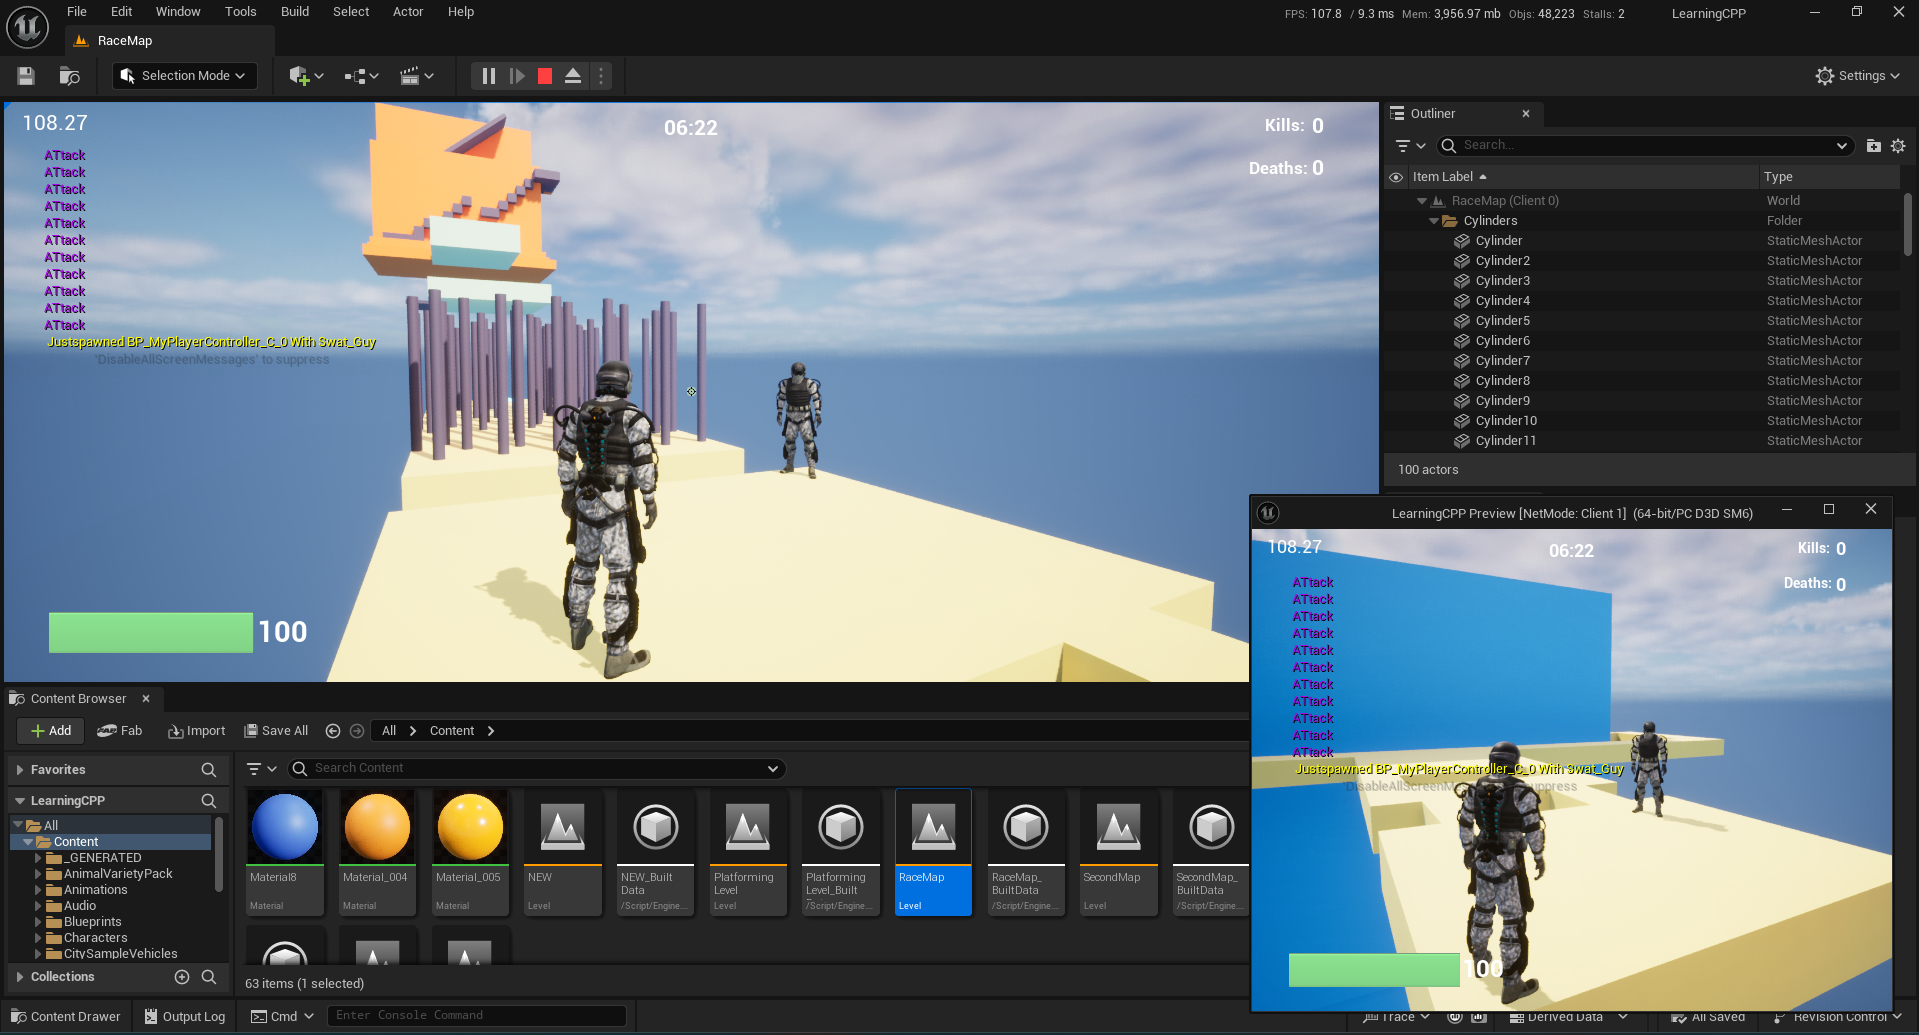 File Edit Window Tools Build Select Actor Help
FPS: 107.8 / 9.3 ms Mem: 3,956.97 mb Objs: 48,223 Stalls: 2
LearningCPP
RaceMap
Selection Mode
Settings
108.27
06:22
Kills: 0
Deaths: 0
ATtack
ATtack
ATtack
ATtack
ATtack
ATtack
ATtack
ATtack
ATtack
ATtack
ATtack
Justspawned BP_MyPlayerController_C_0 With Swat_Guy
'DisableAllScreenMessages' to suppress
100
Outliner
Search...
Item Label Type
RaceMap (Client 0) World
Cylinders Folder
Cylinder StaticMeshActor
Cylinder2 StaticMeshActor
Cylinder3 StaticMeshActor
Cylinder4 StaticMeshActor
Cylinder5 StaticMeshActor
Cylinder6 StaticMeshActor
Cylinder7 StaticMeshActor
Cylinder8 StaticMeshActor
Cylinder9 StaticMeshActor
Cylinder10 StaticMeshActor
Cylinder11 StaticMeshActor
100 actors
LearningCPP Preview [NetMode: Client 1] (64-bit/PC D3D SM6)
108.27
06:22
Kills: 0
Deaths: 0
ATtack
ATtack
ATtack
ATtack
ATtack
ATtack
ATtack
ATtack
ATtack
ATtack
ATtack
Justspawned BP_MyPlayerController_C_0 With Swat_Guy
100
Content Browser
Add Fab Import Save All All Content
Favorites
LearningCPP
All
Content
_GENERATED
AnimalVarietyPack
Animations
Audio
Blueprints
Characters
CitySampleVehicles
Collections
Search Content
Material8
Material
Material_004
Material
Material_005
Material
NEW
Level
NEW_Built
Data
/Script/Engine....
Platforming
Level
Level
Platforming
Level_Built
/Script/Engine....
RaceMap
Level
RaceMap_
BuiltData
/Script/Engine....
SecondMap
Level
SecondMap_
BuiltData
/Script/Engine....
63 items (1 selected)
Content Drawer Output Log Cmd Enter Console Command
Trace Derived Data All Saved Revision Control